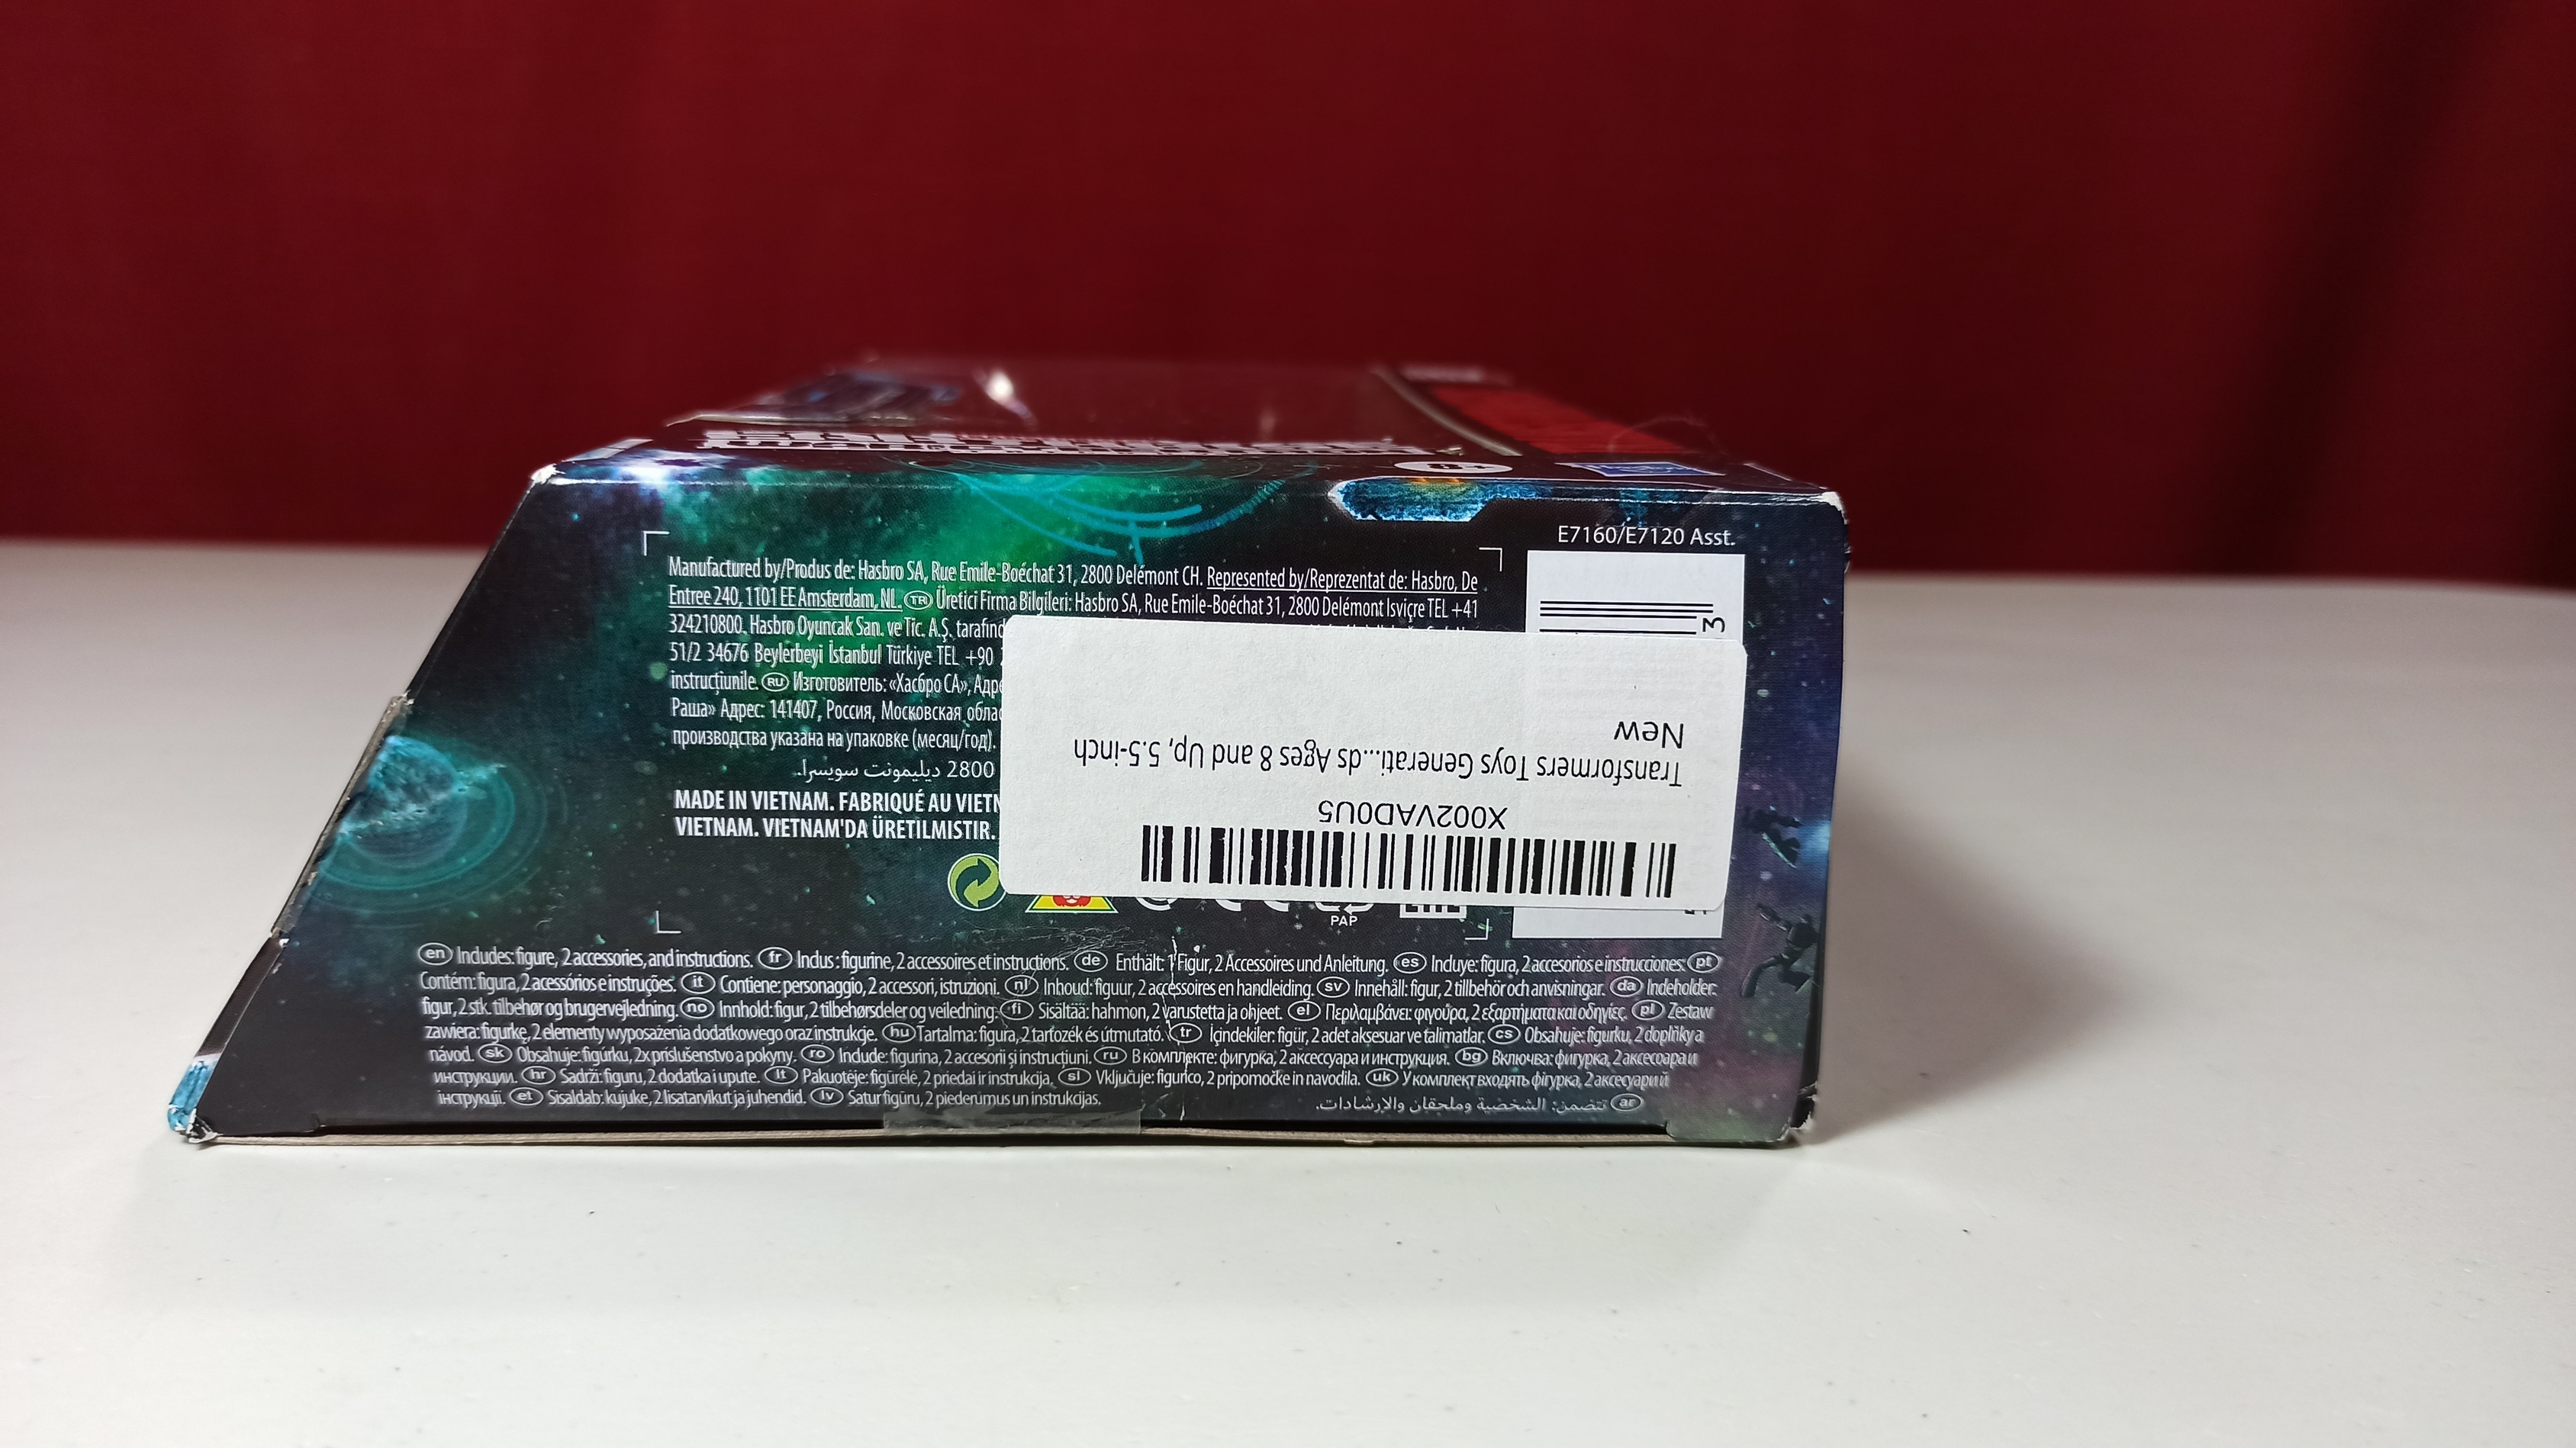 8+
E7160/E7120 Asst.
Manufactured by/Produs de: Hasbro SA, Rue Emile-Boéchat 31, 2800 Delémont CH. Represented by/Reprezentat de: Hasbro, De
Entree 240, 1101 EE Amsterdam, NL. TR Üretici Firma Bilgileri: Hasbro SA, Rue Emile-Boéchat 31, 2800 Delémont Isviçre TEL +41
324210800. Hasbro Oyuncak San. ve Tic. A.Ş. tarafınd
51/2 34676 Beylerbeyi İstanbul Türkiye TEL +90
instrucțiunile. RU Изготовитель: «Хасбро СА», Адре
Раша» Адрес: 141407, Россия, Московская облас
производства указана на упаковке (месяц/год).
2800 ديليمونت سويسرا.
MADE IN VIETNAM. FABRIQUÉ AU VIETN
VIETNAM. VIETNAM'DA ÜRETILMISTIR.
3
X002VAD0U5
Transformers Toys Generati...ds Ages 8 and Up, 5.5-inch
New
PAP
en Includes: figure, 2 accessories, and instructions. fr Inclus : figurine, 2 accessoires et instructions. de Enthält: 1 Figur, 2 Accessoires und Anleitung. es Incluye: figura, 2 accesorios e instrucciones. pt
Contém: figura, 2 acessórios e instruções. it Contiene: personaggio, 2 accessori, istruzioni. nl Inhoud: figuur, 2 accessoires en handleiding. sv Innehåll: figur, 2 tillbehör och anvisningar. da Indeholder:
figur, 2 stk. tilbehør og brugervejledning. no Innhold: figur, 2 tilbehørsdeler og veiledning. fi Sisältää: hahmon, 2 varustetta ja ohjeet. el Περιλαμβάνει: φιγούρα, 2 εξαρτήματα και οδηγίες. pl Zestaw
zawiera: figurkę, 2 elementy wyposażenia dodatkowego oraz instrukcje. hu Tartalma: figura, 2 tartozék és útmutató. tr İçindekiler: figür, 2 adet aksesuar ve talimatlar. cs Obsahuje: figurku, 2 doplňky a
návod. sk Obsahuje: figúrku, 2x príslušenstvo a pokyny. ro Include: figurina, 2 accesorii și instrucțiuni. ru В комплекте: фигурка, 2 аксессуара и инструкция. bg Включва: фигурка, 2 аксесоара и
инструкции. hr Sadrži: figuru, 2 dodatka i upute. lt Pakuotėje: figūrėlė, 2 priedai ir instrukcija. sl Vključuje: figurico, 2 pripomočke in navodila. uk У комплект входять фігурка, 2 аксесуари й
інструкції. et Sisaldab: kujuke, 2 lisatarvikut ja juhendid. lv Satur figūru, 2 piederumus un instrukcijas.
ar تتضمن: الشخصية وملحقان والإرشادات.